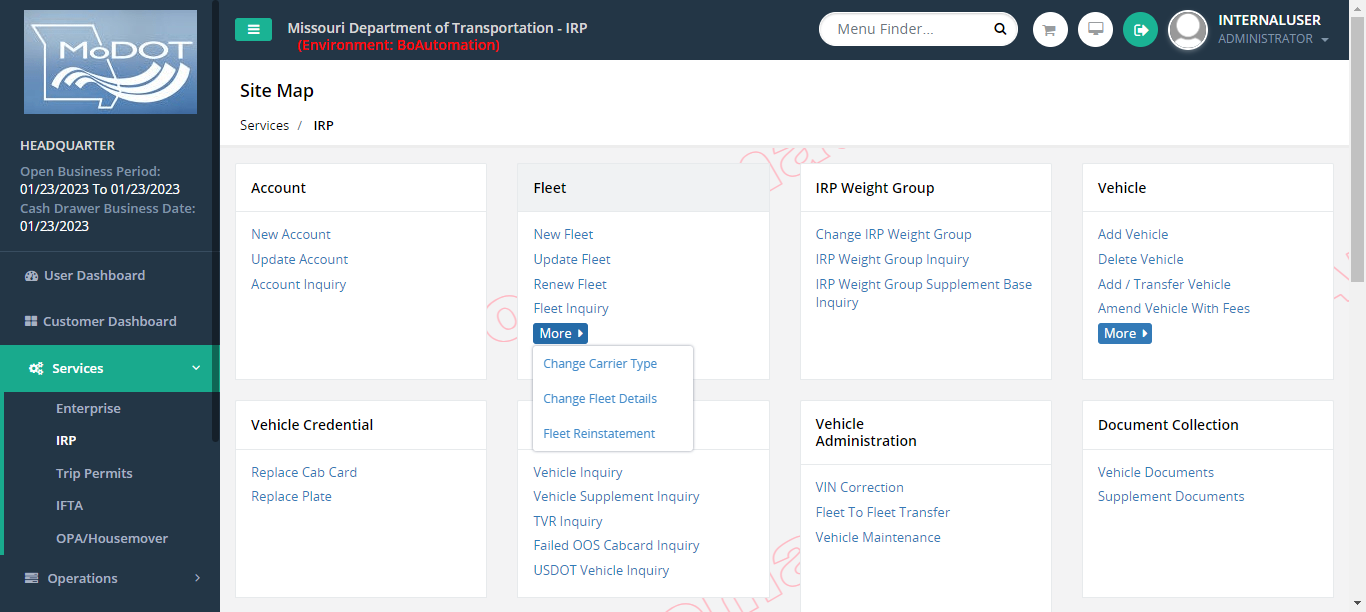 MoDOT
Missouri Department of Transportation - IRP
(Environment: BoAutomation)
Menu Finder...
INTERNALUSER
ADMINISTRATOR
HEADQUARTER
Open Business Period:
01/23/2023 To 01/23/2023
Cash Drawer Business Date:
01/23/2023
User Dashboard
Customer Dashboard
Services
Enterprise
IRP
Trip Permits
IFTA
OPA/Housemover
Operations
Site Map
Services / IRP
Account
New Account
Update Account
Account Inquiry
Fleet
New Fleet
Update Fleet
Renew Fleet
Fleet Inquiry
More
Change Carrier Type
Change Fleet Details
Fleet Reinstatement
IRP Weight Group
Change IRP Weight Group
IRP Weight Group Inquiry
IRP Weight Group Supplement Base
Inquiry
Vehicle
Add Vehicle
Delete Vehicle
Add / Transfer Vehicle
Amend Vehicle With Fees
More
Vehicle Credential
Replace Cab Card
Replace Plate
Vehicle Inquiry
Vehicle Supplement Inquiry
TVR Inquiry
Failed OOS Cabcard Inquiry
USDOT Vehicle Inquiry
Vehicle
Administration
VIN Correction
Fleet To Fleet Transfer
Vehicle Maintenance
Document Collection
Vehicle Documents
Supplement Documents